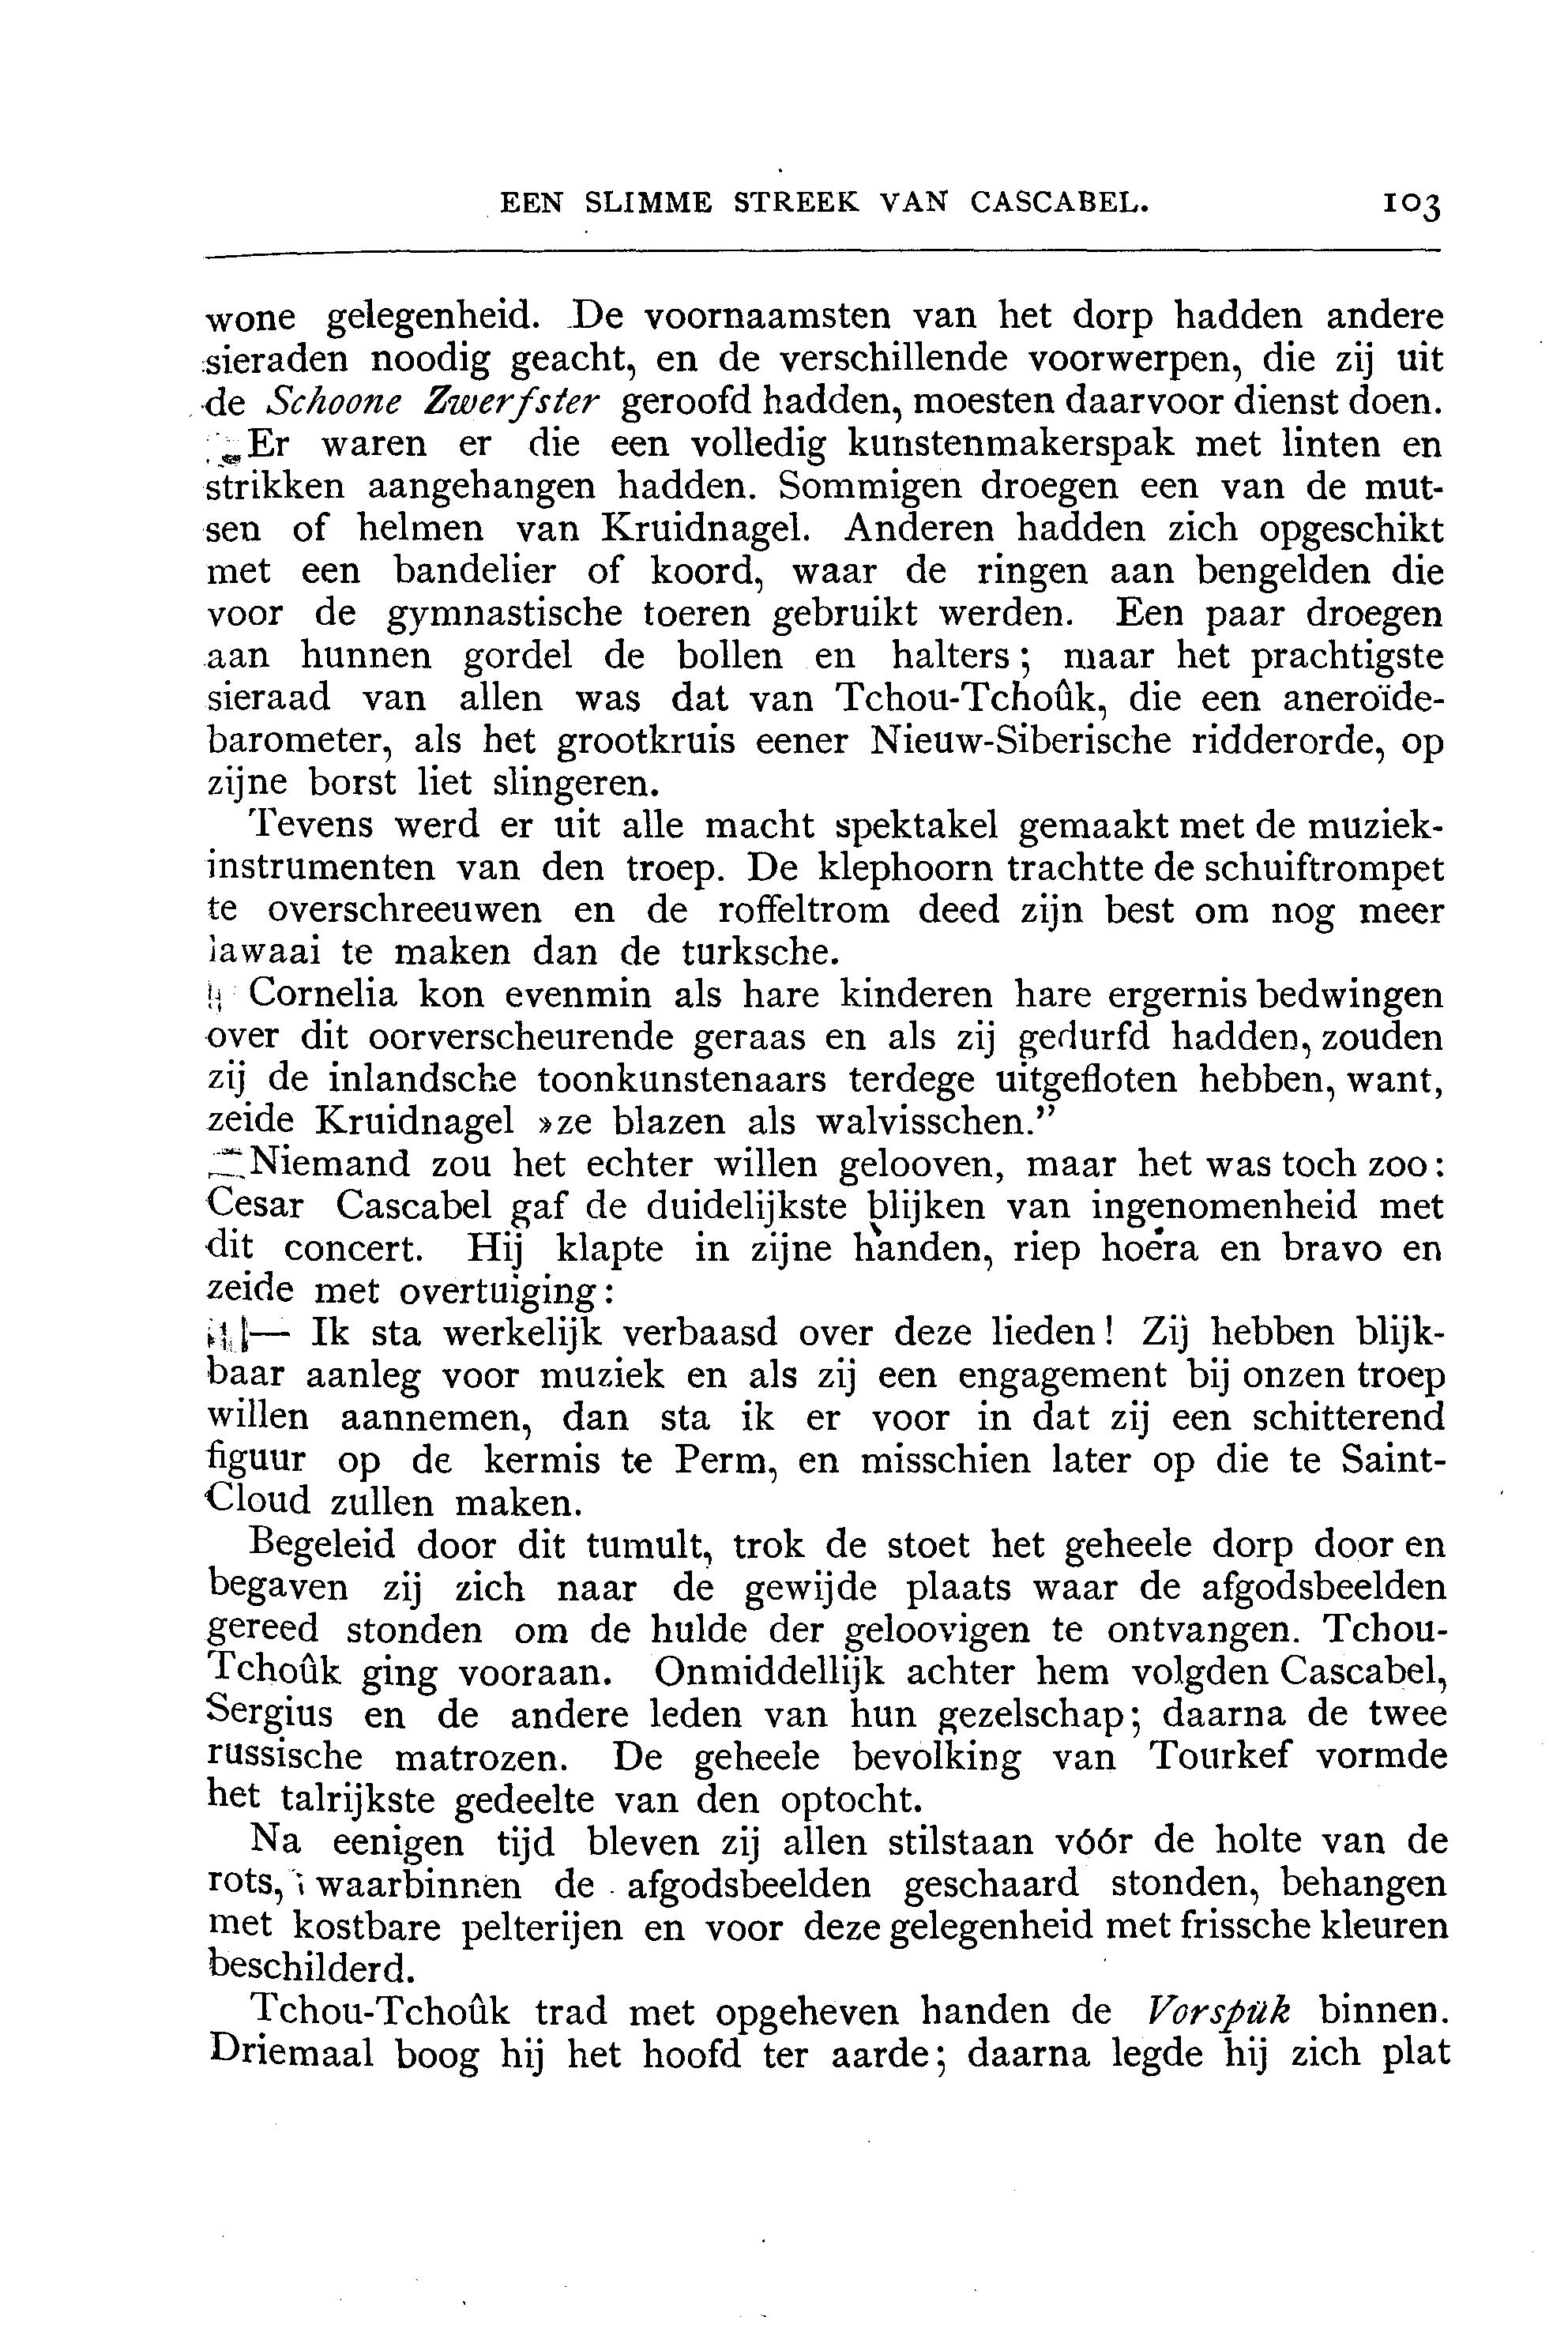 EEN SLIMME STREEK VAN CASCABEL. 103
wone gelegenheid. De voornaamsten van het dorp hadden andere
sieraden noodig geacht, en de verschillende voorwerpen, die zij uit
de Schoone Zwerfster geroofd hadden, moesten daarvoor dienst doen.
Er waren er die een volledig kunstenmakerspak met linten en
strikken aangehangen hadden. Sommigen droegen een van de mut-
sen of helmen van Kruidnagel. Anderen hadden zich opgeschikt
met een bandelier of koord, waar de ringen aan bengelden die
voor de gymnastische toeren gebruikt werden. Een paar droegen
aan hunnen gordel de bollen en halters; maar het prachtigste
sieraad van allen was dat van Tchou-Tchoûk, die een aneroïde-
barometer, als het grootkruis eener Nieuw-Siberische ridderorde, op
zijne borst liet slingeren.
Tevens werd er uit alle macht spektakel gemaakt met de muziek-
instrumenten van den troep. De klephoorn trachtte de schuiftrompet
te overschreeuwen en de roffeltrom deed zijn best om nog meer
lawaai te maken dan de turksche.
Cornelia kon evenmin als hare kinderen hare ergernis bedwingen
over dit oorverscheurende geraas en als zij gedurfd hadden, zouden
zij de inlandsche toonkunstenaars terdege uitgefloten hebben, want,
zeide Kruidnagel »ze blazen als walvisschen.”
Niemand zou het echter willen gelooven, maar het was toch zoo:
Cesar Cascabel gaf de duidelijkste blijken van ingenomenheid met
dit concert. Hij klapte in zijne handen, riep hoera en bravo en
zeide met overtuiging:
— Ik sta werkelijk verbaasd over deze lieden! Zij hebben blijk-
baar aanleg voor muziek en als zij een engagement bij onzen troep
willen aannemen, dan sta ik er voor in dat zij een schitterend
figuur op de kermis te Perm, en misschien later op die te Saint-
Cloud zullen maken.
Begeleid door dit tumult, trok de stoet het geheele dorp door en
begaven zij zich naar de gewijde plaats waar de afgodsbeelden
gereed stonden om de hulde der geloovigen te ontvangen. Tchou-
Tchoûk ging vooraan. Onmiddellijk achter hem volgden Cascabel,
Sergius en de andere leden van hun gezelschap; daarna de twee
russische matrozen. De geheele bevolking van Tourkef vormde
het talrijkste gedeelte van den optocht.
Na eenigen tijd bleven zij allen stilstaan vóór de holte van de
rots, waarbinnen de afgodsbeelden geschaard stonden, behangen
met kostbare pelterijen en voor deze gelegenheid met frissche kleuren
beschilderd.
Tchou-Tchoûk trad met opgeheven handen de Vorspük binnen.
Driemaal boog hij het hoofd ter aarde; daarna legde hij zich plat